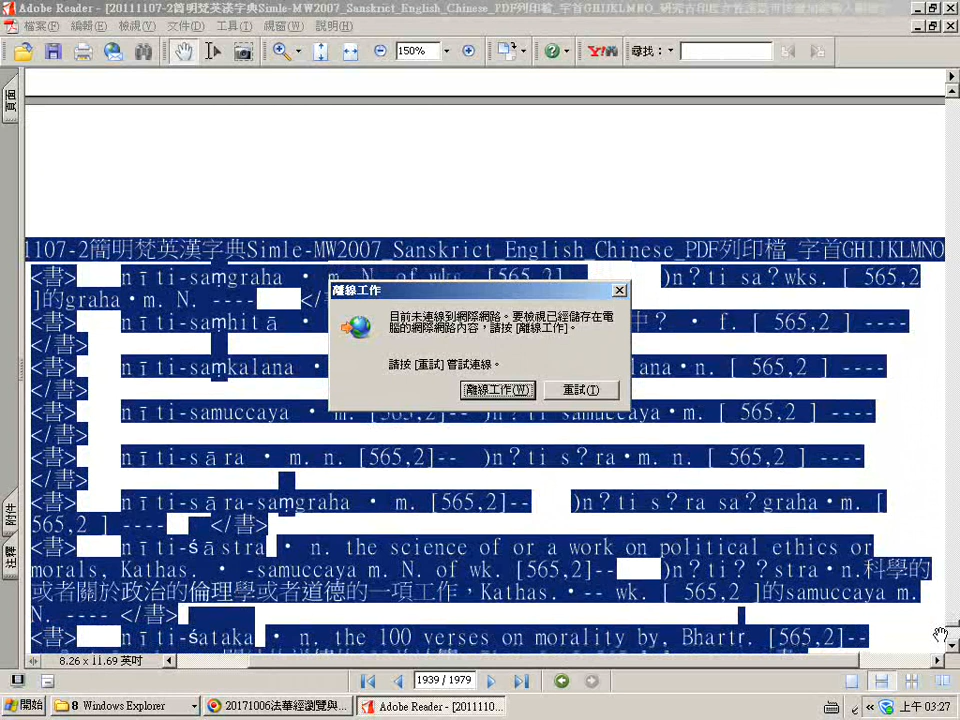 Adobe Reader - [20111107-2簡明梵英漢字典Simle-MW2007_Sanskrict_English_Chinese_PDF列印檔_字首GHIJKLMNO_
檔案(F) 編輯(E) 檢視(V) 文件(D) 工具(T) 視窗(W) 說明(H)
150% 尋找：
頁面
附件
注釋
1107-2簡明梵英漢字典Simle-MW2007_Sanskrict_English_Chinese_PDF列印檔_字首GHIJKLMNO
<書> nīti-saṃgraha • m. N. of wks. [565,2] )n?ti sa?wks. [ 565,2
]的graha•m. N. ---- </
<書> nīti-saṃhitā • 中? • f. [ 565,2 ] ----
</書>
<書> nīti-saṃkalana • lana•n. [ 565,2 ] ----
</書>
<書> nīti-samuccaya • m. [565,2]-- )n?ti samuccaya•m. [ 565,2 ] ----
</書>
<書> nīti-sāra • m. n. [565,2]-- )n?ti s?ra•m. n. [ 565,2 ] ----
</書>
<書> nīti-sāra-saṃgraha • m. [565,2]-- )n?ti s?ra sa?graha•m. [
565,2 ] ---- </書>
<書> nīti-śāstra • n. the science of or a work on political ethics or
morals, Kathas. • -samuccaya m. N. of wk. [565,2]-- )n?ti??stra•n.科學的
或者關於政治的倫理學或者道德的一項工作，Kathas.•-- wk. [ 565,2 ]的samuccaya m.
N. ---- </書>
<書> nīti-śataka • n. the 100 verses on morality by, Bhartr. [565,2]--
離線工作
目前未連線到網際網路。要檢視已經儲存在電
腦的網際網路內容，請按 [離線工作]。
請按 [重試] 嘗試連線。
離線工作(W) 重試(T)
8.26 x 11.69 英吋
1939 / 1979
開始 8 Windows Explorer 20171006法華經瀏覽與... Adobe Reader - [2011110... 上午 03:27